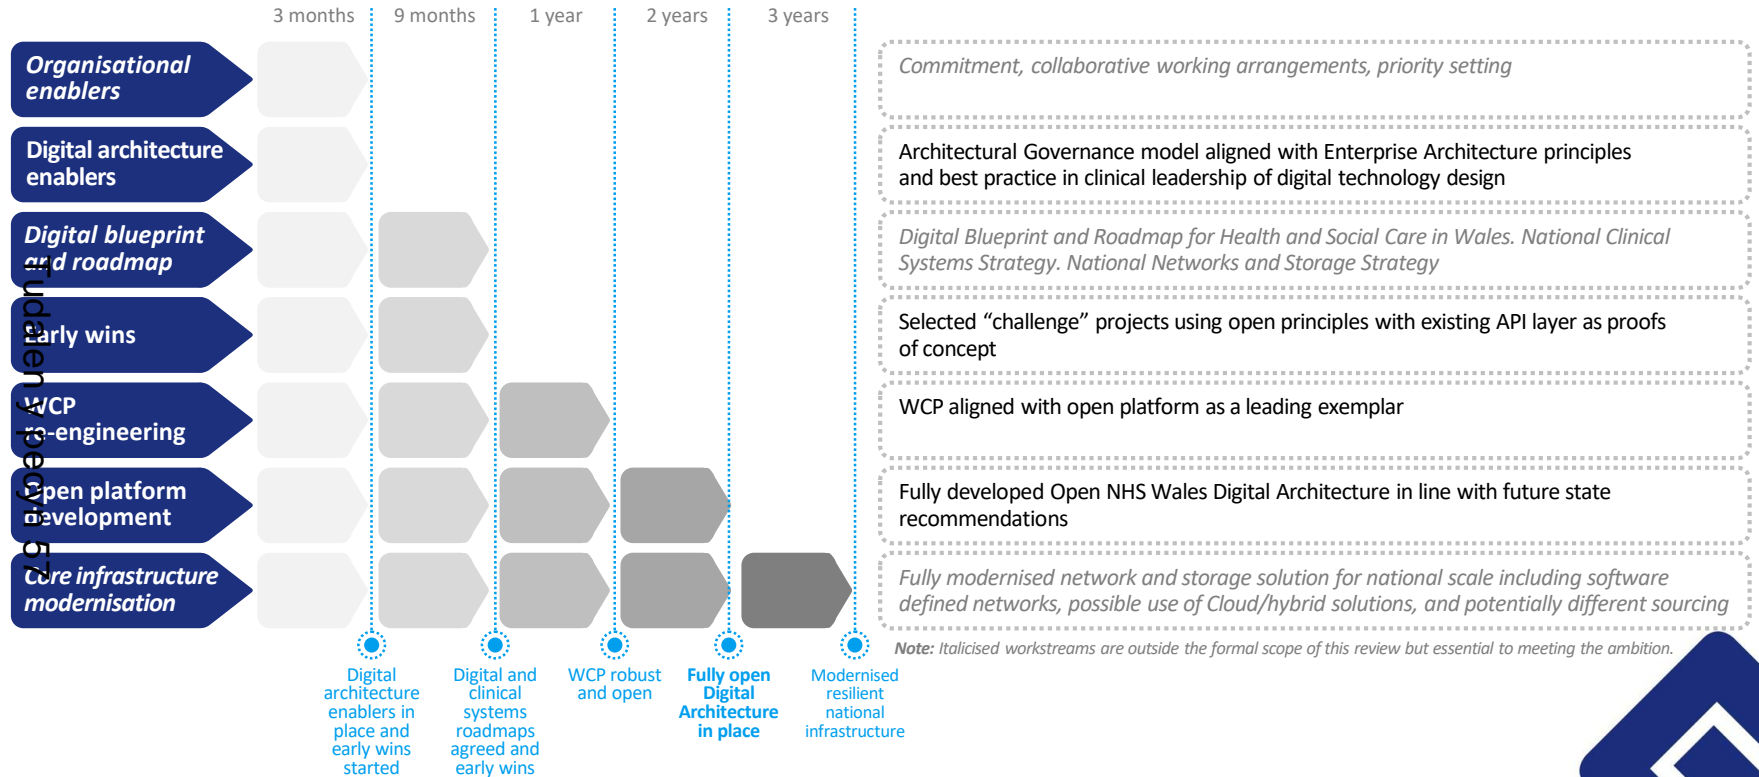 3 months
9 months
1 year
2 years
3 years
Organisational
enablers
Commitment, collaborative working arrangements, priority setting
Digital architecture
enablers
Architectural Governance model aligned with Enterprise Architecture principles
and best practice in clinical leadership of digital technology design
Digital blueprint
and roadmap
Digital Blueprint and Roadmap for Health and Social Care in Wales. National Clinical
Systems Strategy. National Networks and Storage Strategy
Early wins
Selected “challenge” projects using open principles with existing API layer as proofs
of concept
WCP
re-engineering
WCP aligned with open platform as a leading exemplar
Open platform
development
Fully developed Open NHS Wales Digital Architecture in line with future state
recommendations
Core infrastructure
modernisation
Fully modernised network and storage solution for national scale including software
defined networks, possible use of Cloud/hybrid solutions, and potentially different sourcing
Tudalen y pecyn 57
Note: Italicised workstreams are outside the formal scope of this review but essential to meeting the ambition.
Digital
architecture
enablers in
place and
early wins
started
Digital and
clinical
systems
roadmaps
agreed and
early wins
WCP robust
and open
Fully open
Digital
Architecture
in place
Modernised
resilient
national
infrastructure